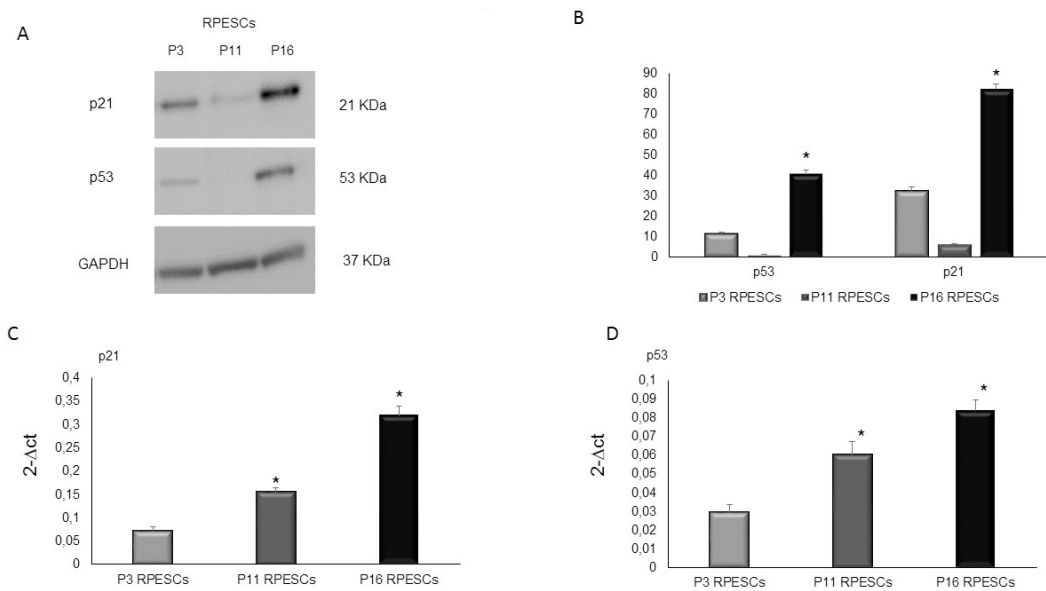 A
RPESCs
P3 P11 P16
p21 21 KDa
p53 53 KDa
GAPDH 37 KDa
B
90
80
70
60
50
40
30
20
10
0
* *
p53 p21
P3 RPESCs P11 RPESCs P16 RPESCs
C
p21
2-Δct
0,4
0,35
0,3
0,25
0,2
0,15
0,1
0,05
0
* *
P3 RPESCs P11 RPESCs P16 RPESCs
D
p53
2-Δct
0,1
0,09
0,08
0,07
0,06
0,05
0,04
0,03
0,02
0,01
0
* *
P3 RPESCs P11 RPESCs P16 RPESCs